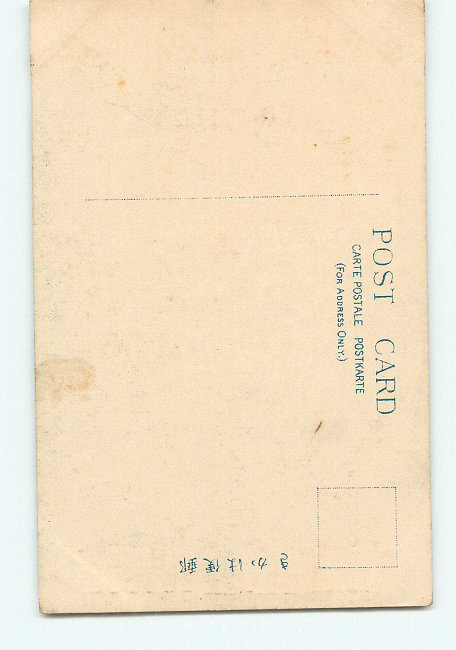 POST CARD
CARTE POSTALE POSTKARTE
(FOR ADDRESS ONLY.)
郵便はかき